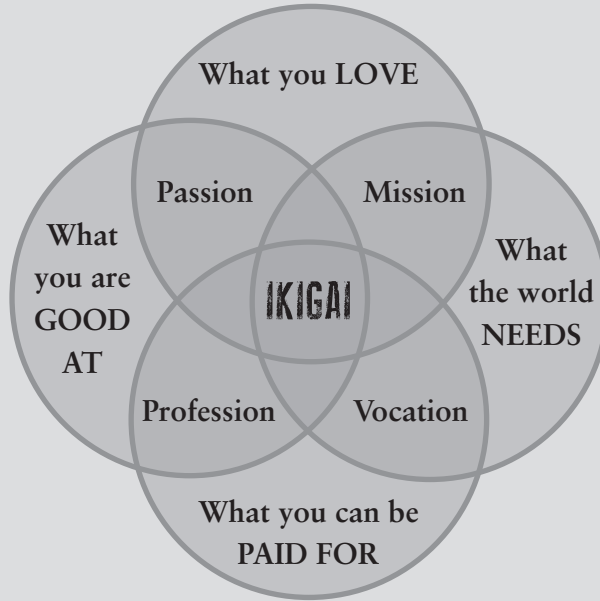 What you LOVE
Passion
Mission
What
you are
GOOD
AT
What
the world
NEEDS
IKIGAI
Profession
Vocation
What you can be
PAID FOR